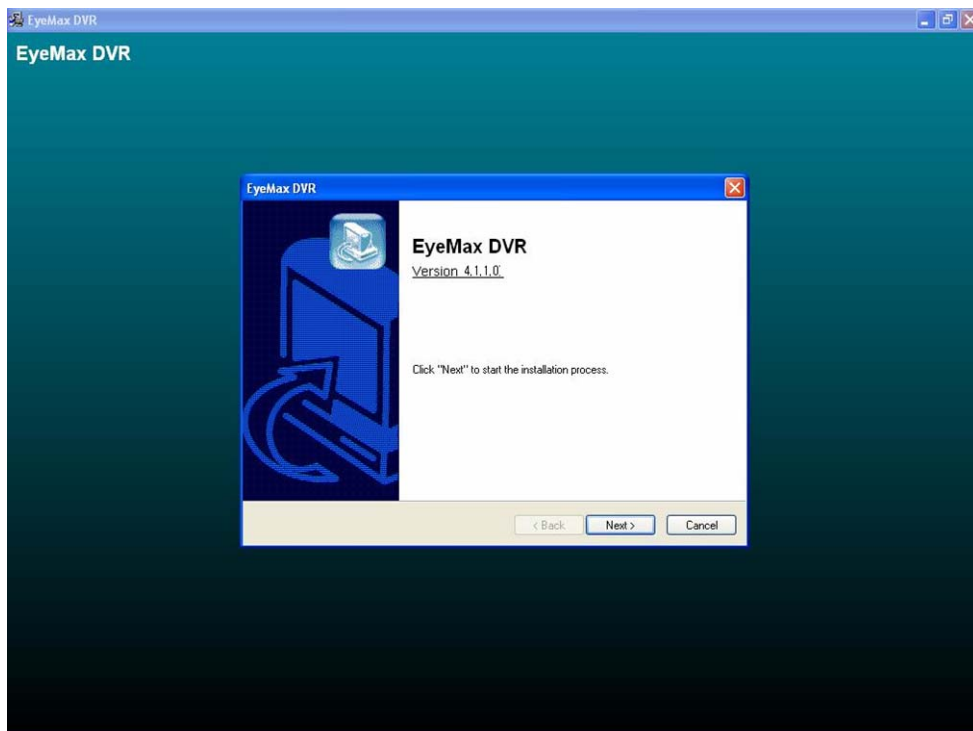 EyeMax DVR
EyeMax DVR
EyeMax DVR
EyeMax DVR
Version 4.1.1.0
Click "Next" to start the installation process.
< Back
Next >
Cancel